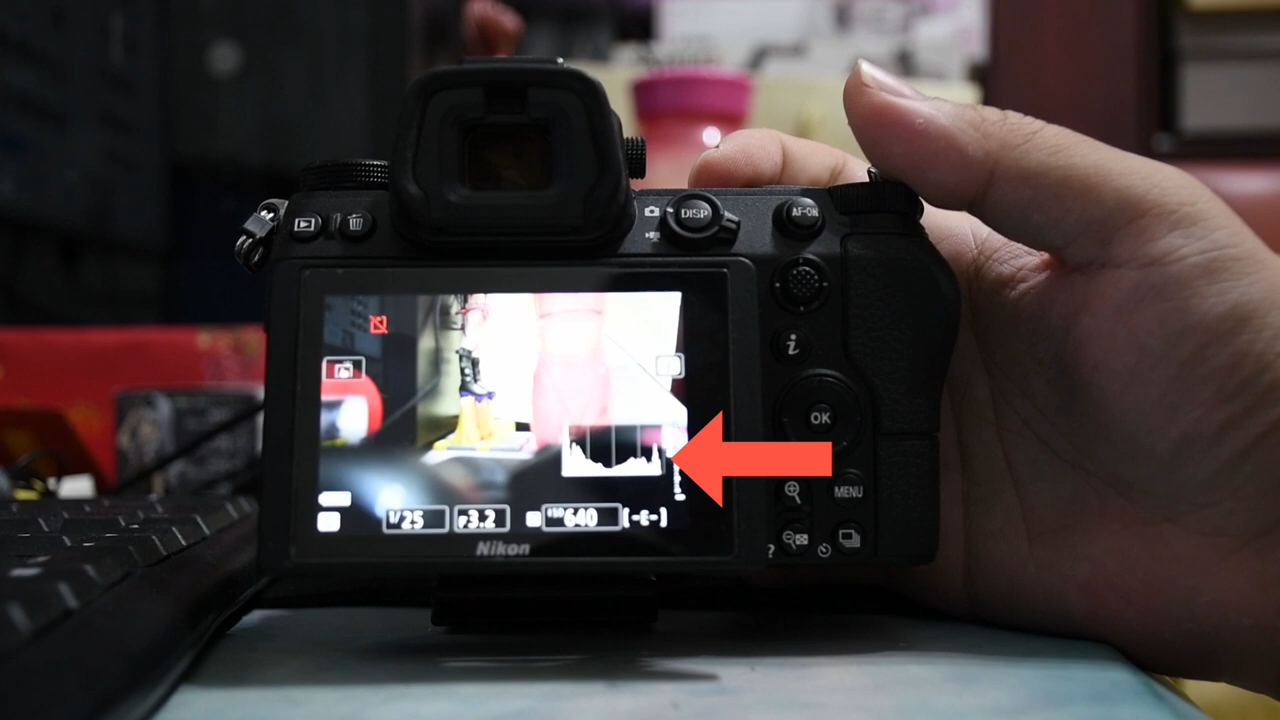 DISP
AF-ON
i
OK
MENU
1/25
F3.2
ISO 640
[-E-]
Nikon
?